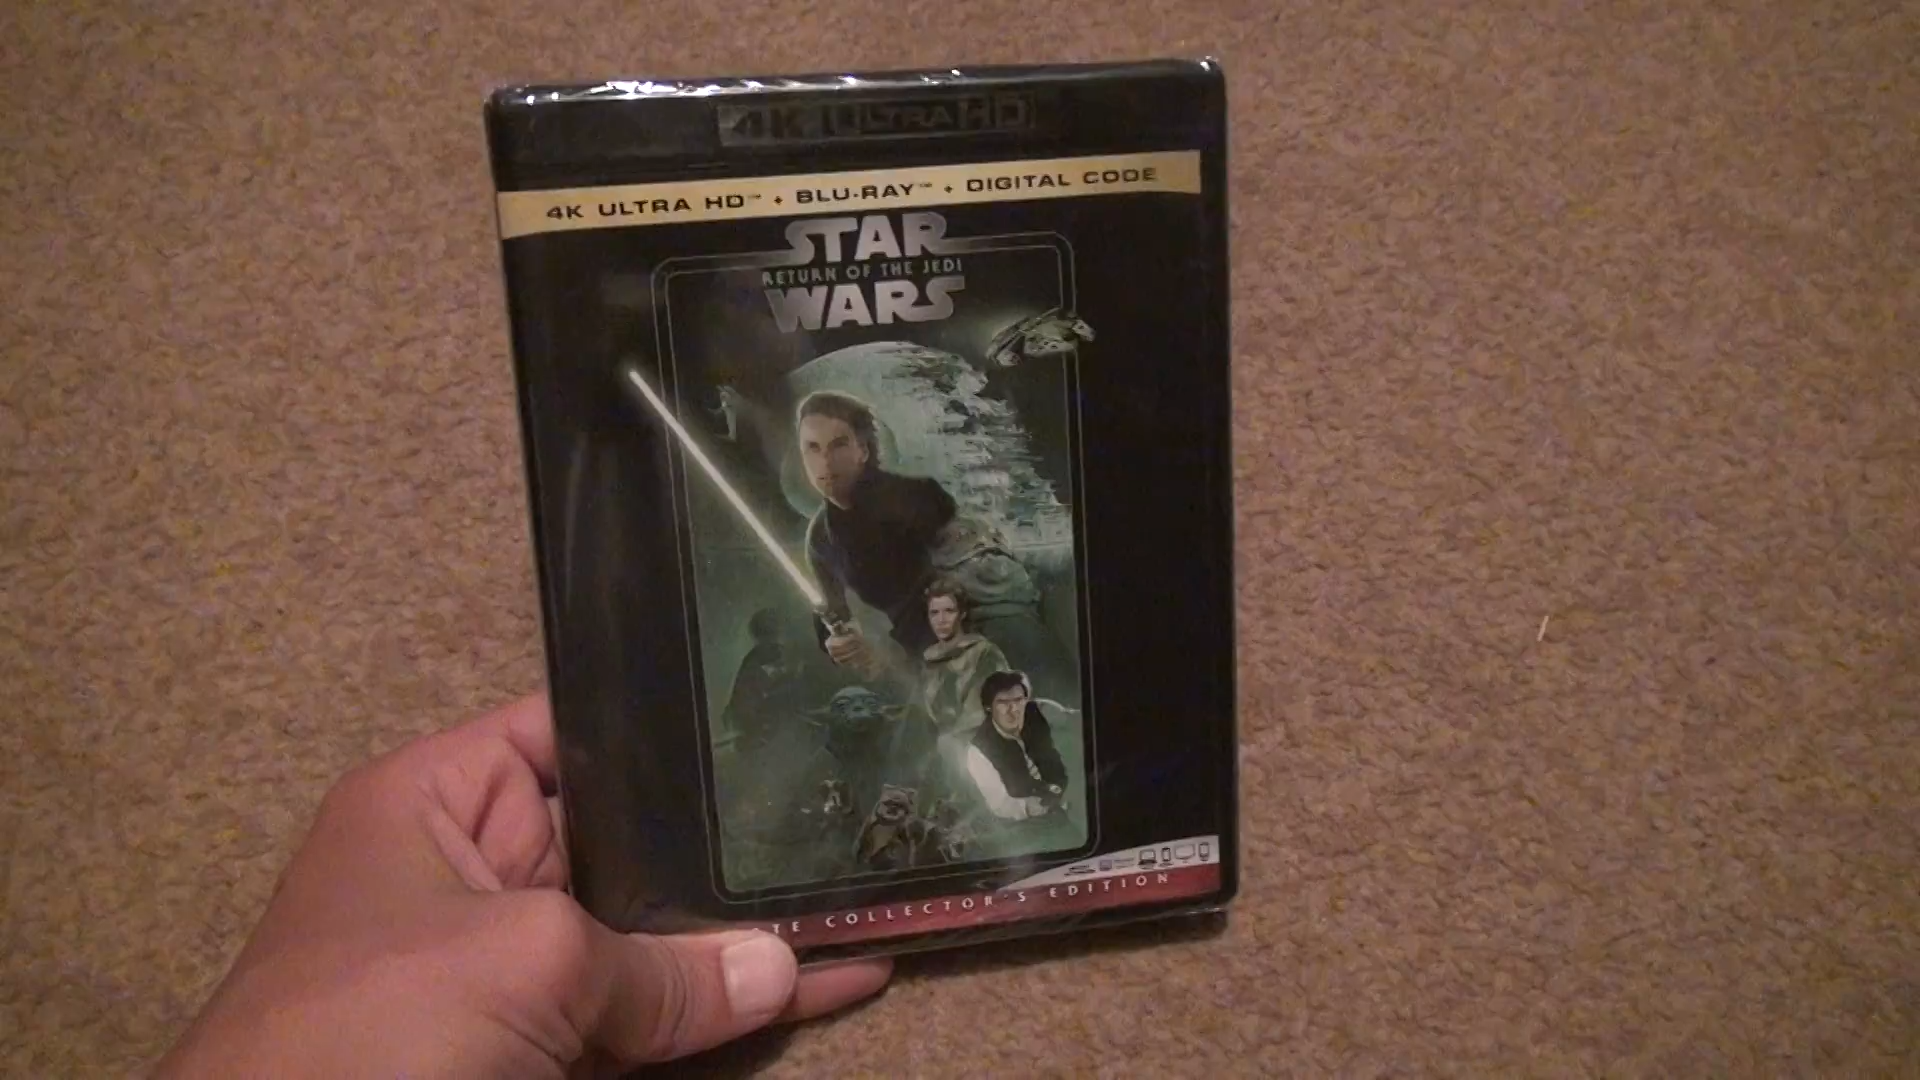 4K ULTRA HD
4K ULTRA HD™ + BLU-RAY™ + DIGITAL CODE
STAR
RETURN OF THE JEDI
WARS
COLLECTOR'S EDITION